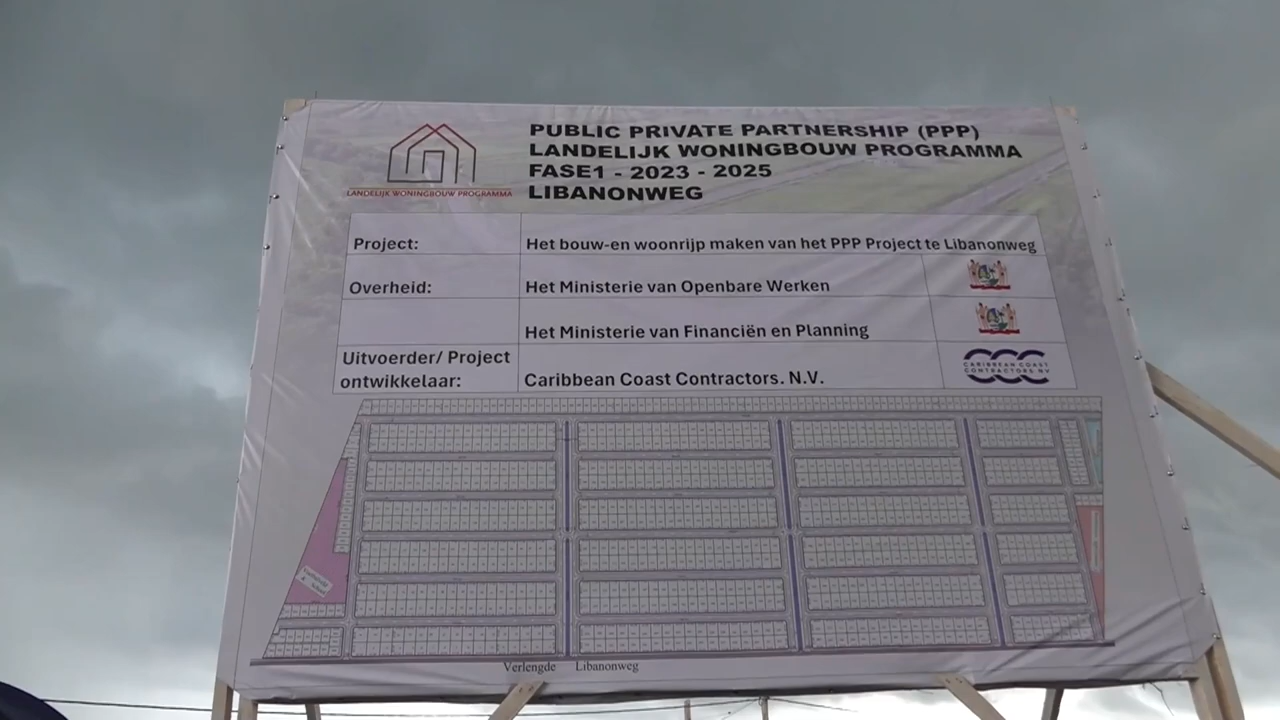 PUBLIC PRIVATE PARTNERSHIP (PPP)
LANDELIJK WONINGBOUW PROGRAMMA
FASE1 - 2023 - 2025
LIBANONWEG
LANDELIJK WONINGBOUW PROGRAMMA
Project: Het bouw-en woonrijp maken van het PPP Project te Libanonweg
Overheid: Het Ministerie van Openbare Werken
Het Ministerie van Financiën en Planning
Uitvoerder/ Project
ontwikkelaar: Caribbean Coast Contractors. N.V.
CARIBBEAN COAST
CONTRACTORS NV
Verlengde Libanonweg